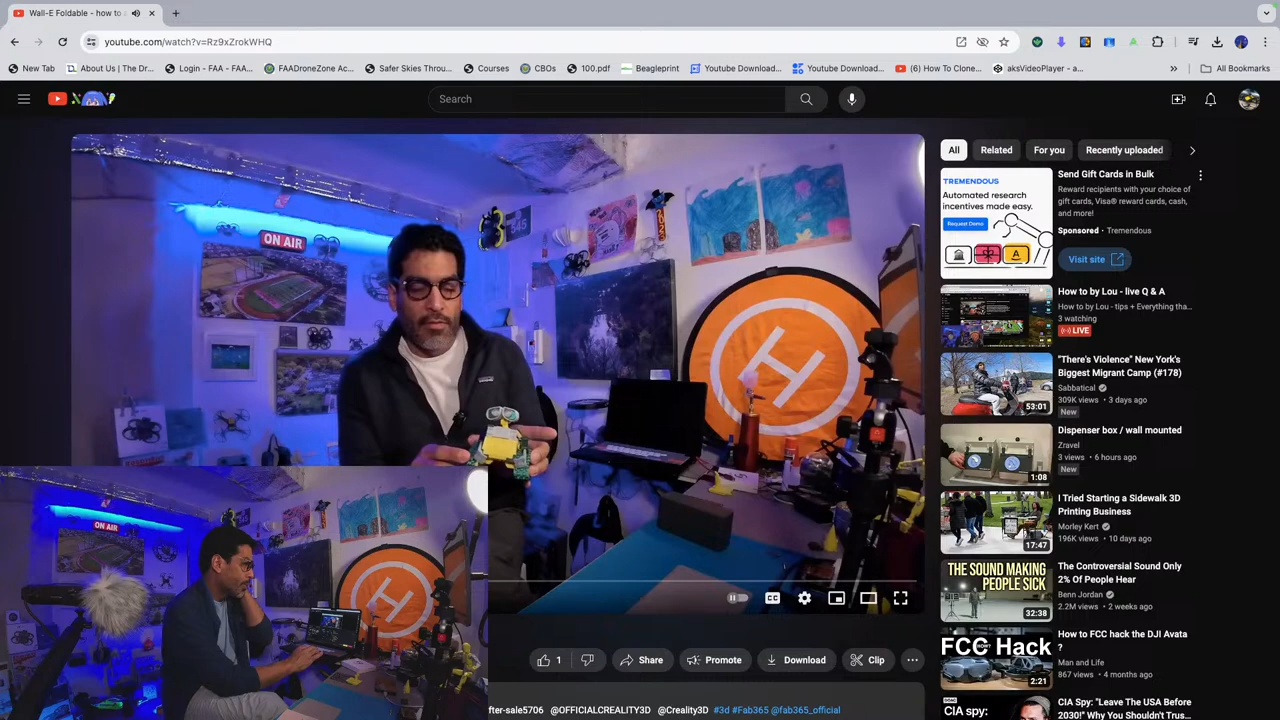 Wall-E Foldable - how to a
youtube.com/watch?v=Rz9xZrokWHQ
New Tab
About Us | The Dr...
Login - FAA - FAA...
FAADroneZone Ac...
Safer Skies Throu...
Courses
CBOs
100.pdf
Beagleprint
Youtube Download...
Youtube Download...
(6) How To Clone...
aksVideoPlayer - a...
All Bookmarks
Search
All
Related
For you
Recently uploaded
TREMENDOUS
Automated research
incentives made easy.
Request Demo
Send Gift Cards in Bulk
Reward recipients with your choice of
gift cards, Visa® reward cards, cash,
and more!
Sponsored · Tremendous
Visit site
How to by Lou - live Q & A
How to by Lou - tips + Everything tha...
3 watching
LIVE
"There's Violence" New York's
Biggest Migrant Camp (#178)
Sabbatical
309K views • 3 days ago
New
53:01
Dispenser box / wall mounted
Zravel
3 views • 6 hours ago
New
1:08
I Tried Starting a Sidewalk 3D
Printing Business
Morley Kert
196K views • 10 days ago
17:47
THE SOUND MAKING
PEOPLE SICK
32:38
The Controversial Sound Only
2% Of People Hear
Benn Jordan
2.2M views • 2 weeks ago
FCC Hack
2:21
How to FCC hack the DJI Avata
?
Man and Life
867 views • 4 months ago
CIA spy:
CIA Spy: "Leave The USA Before
2030!" Why You Shouldn't Trus...
ON AIR
H
ON AIR
H
1
Share
Promote
Download
Clip
fter-sale5706 @OFFICIALCREALITY3D @Creality3D #3d #Fab365 @fab365_official